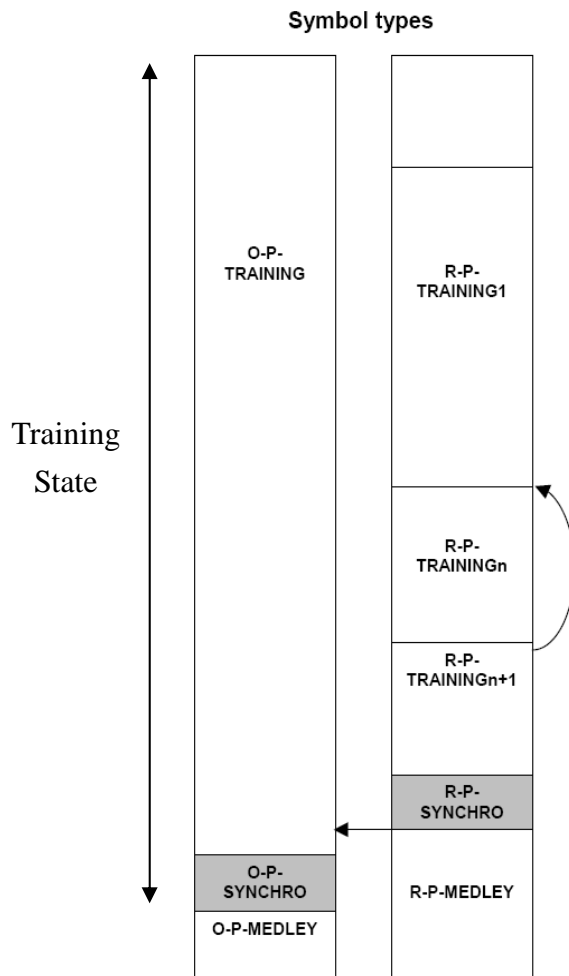 Symbol types
Training
State
O-P-
TRAINING
O-P-
SYNCHRO
O-P-MEDLEY
R-P-
TRAINING1
R-P-
TRAININGn
R-P-
TRAININGn+1
R-P-
SYNCHRO
R-P-MEDLEY